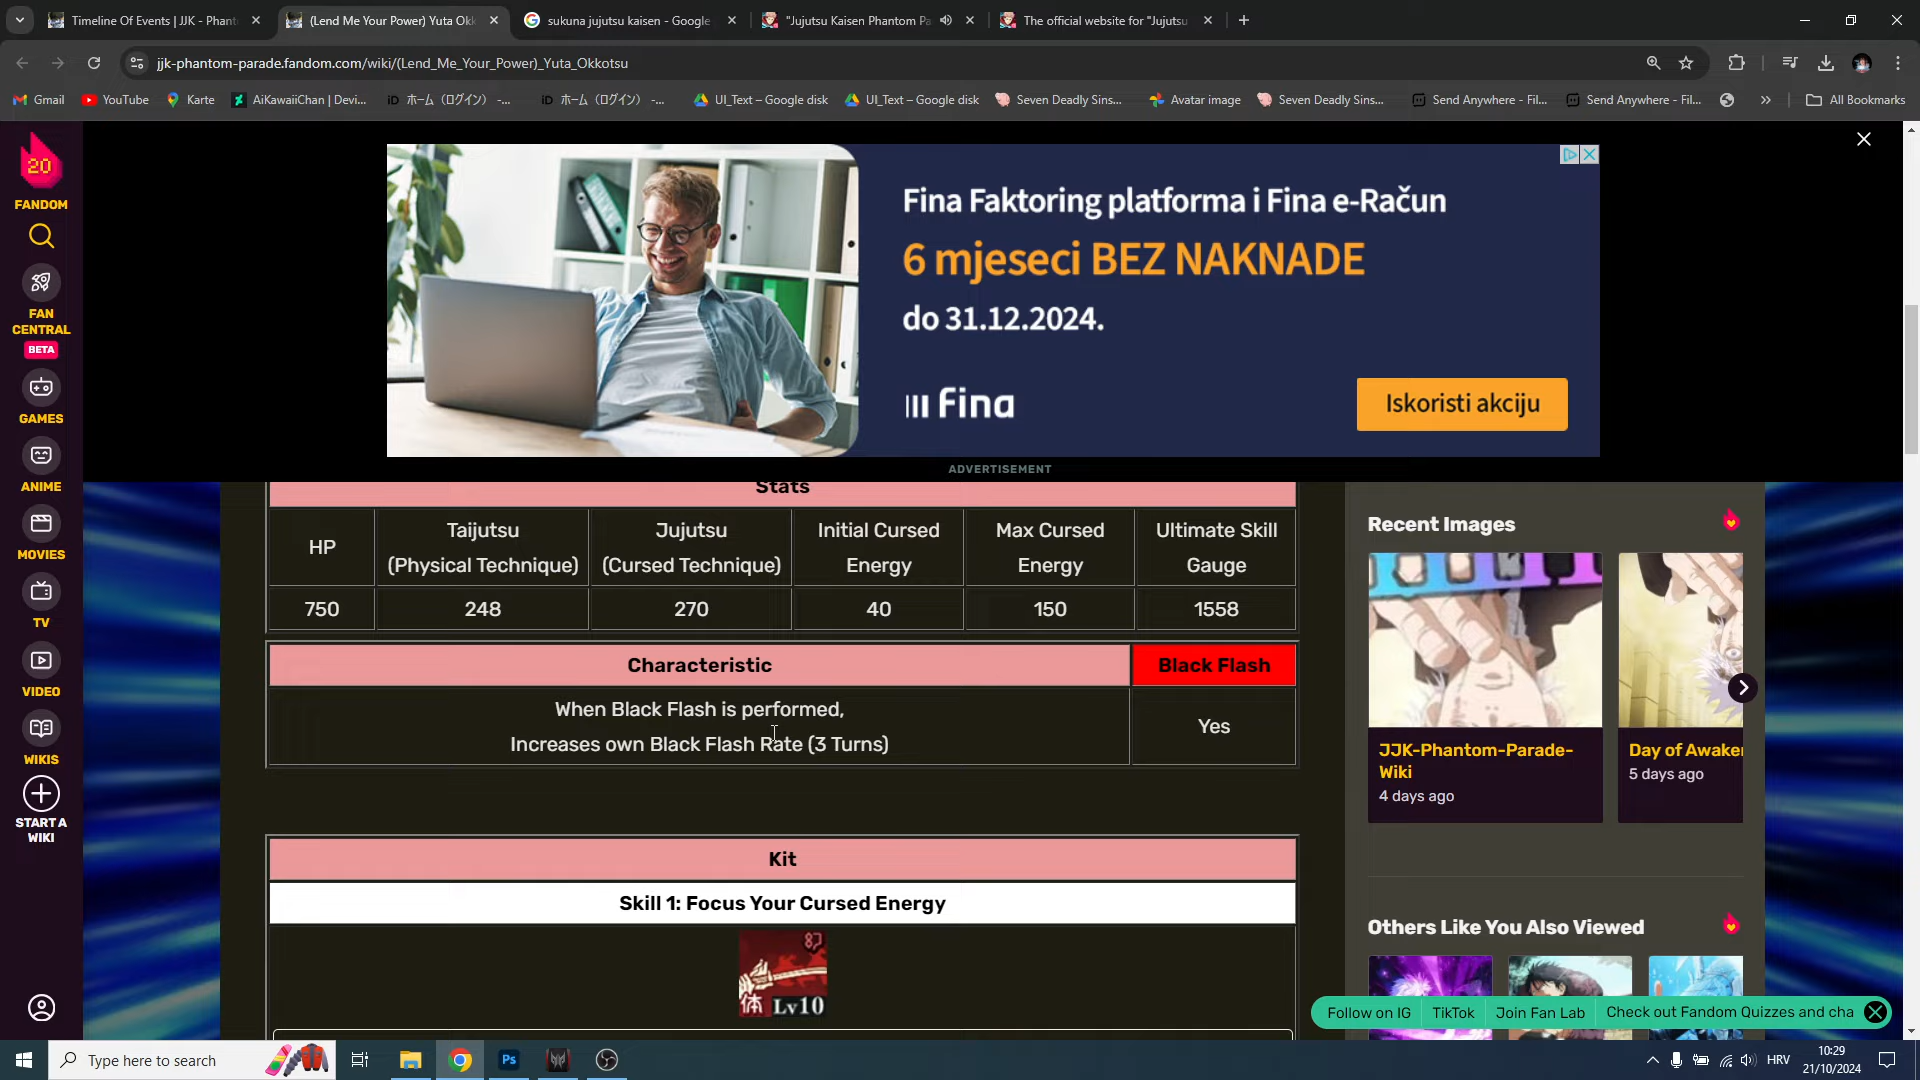 Timeline Of Events | JJK - Phant
(Lend Me Your Power) Yuta Okk
sukuna jujutsu kaisen - Google
"Jujutsu Kaisen Phantom P
The official website for "Jujutsu
jjk-phantom-parade.fandom.com/wiki/(Lend_Me_Your_Power)_Yuta_Okkotsu
Gmail
YouTube
Karte
AiKawaiiChan | Devi...
iD ホーム（ログイン） -...
iD ホーム（ログイン） -...
UI_Text – Google disk
UI_Text – Google disk
Seven Deadly Sins...
Avatar image
Seven Deadly Sins...
Send Anywhere - Fil...
Send Anywhere - Fil...
All Bookmarks
20
FANDOM
FAN
CENTRAL
BETA
GAMES
ANIME
MOVIES
TV
VIDEO
WIKIS
START A
WIKI
Fina Faktoring platforma i Fina e-Račun
6 mjeseci BEZ NAKNADE
do 31.12.2024.
Fina
Iskoristi akciju
ADVERTISEMENT
Stats
HP
Taijutsu
(Physical Technique)
Jujutsu
(Cursed Technique)
Initial Cursed
Energy
Max Cursed
Energy
Ultimate Skill
Gauge
750
248
270
40
150
1558
Characteristic
Black Flash
When Black Flash is performed,
Increases own Black Flash Rate (3 Turns)
Yes
Kit
Skill 1: Focus Your Cursed Energy
体 Lv10
Recent Images
JJK-Phantom-Parade-
Wiki
4 days ago
Day of Awake
5 days ago
Others Like You Also Viewed
Follow on IG
TikTok
Join Fan Lab
Check out Fandom Quizzes and cha
Type here to search
Ps
HRV
10:29
21/10/2024